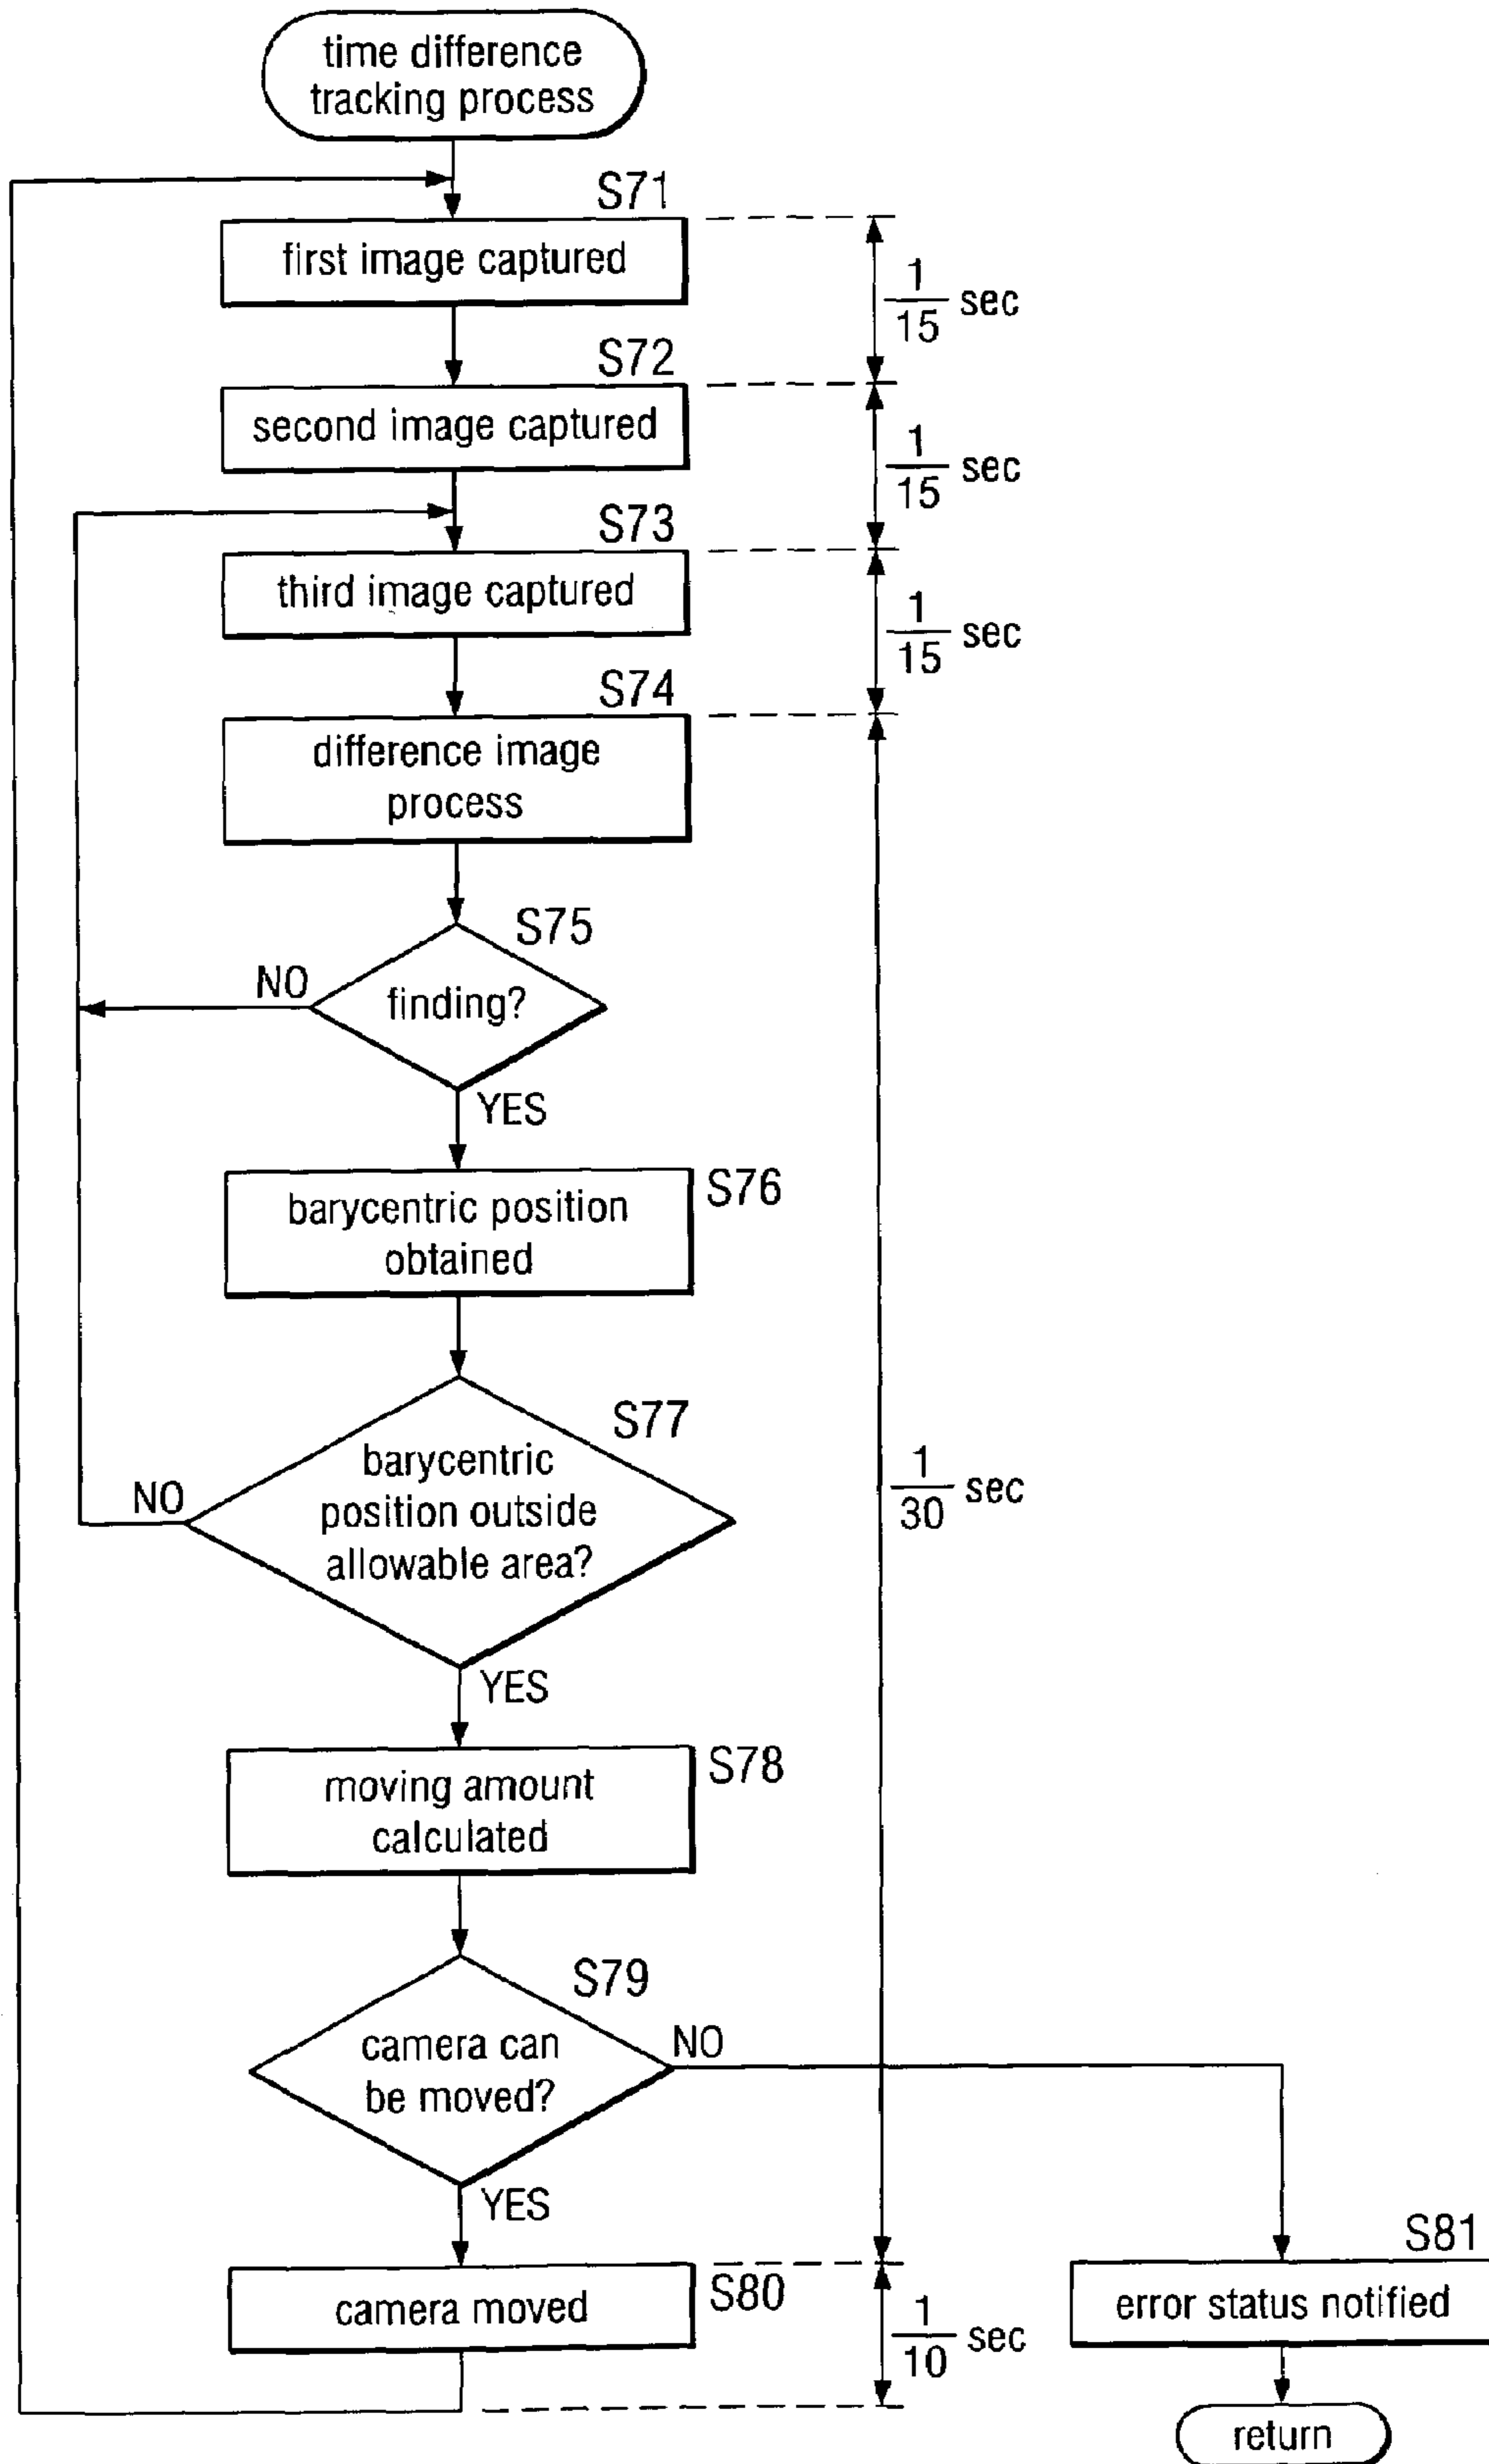 time difference
tracking process
S71
first image captured
1
15 sec
S72
second image captured
1
15 sec
S73
third image captured
1
15 sec
S74
difference image
process
S75
NO
finding?
YES
S76
barycentric position
obtained
S77
NO
barycentric
position outside
allowable area?
1
30 sec
YES
S78
moving amount
calculated
S79
camera can
be moved?
NO
YES
S80
camera moved
1
10 sec
S81
error status notified
return